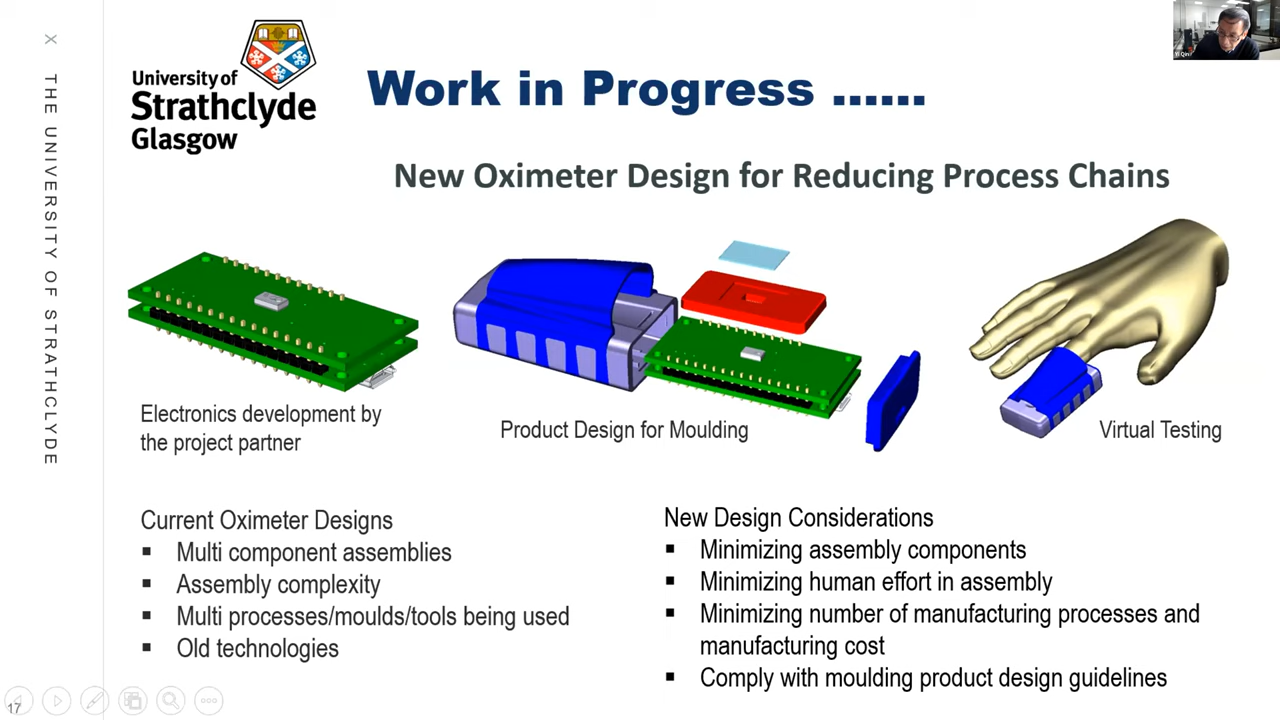 X THE UNIVERSITY OF STRATHCLYDE
University of
Strathclyde
Glasgow
Work in Progress ......
Yi Qin
New Oximeter Design for Reducing Process Chains
Electronics development by
the project partner
Product Design for Moulding
Virtual Testing
Current Oximeter Designs
▪ Multi component assemblies
▪ Assembly complexity
▪ Multi processes/moulds/tools being used
▪ Old technologies
New Design Considerations
▪ Minimizing assembly components
▪ Minimizing human effort in assembly
▪ Minimizing number of manufacturing processes and
manufacturing cost
▪ Comply with moulding product design guidelines
17